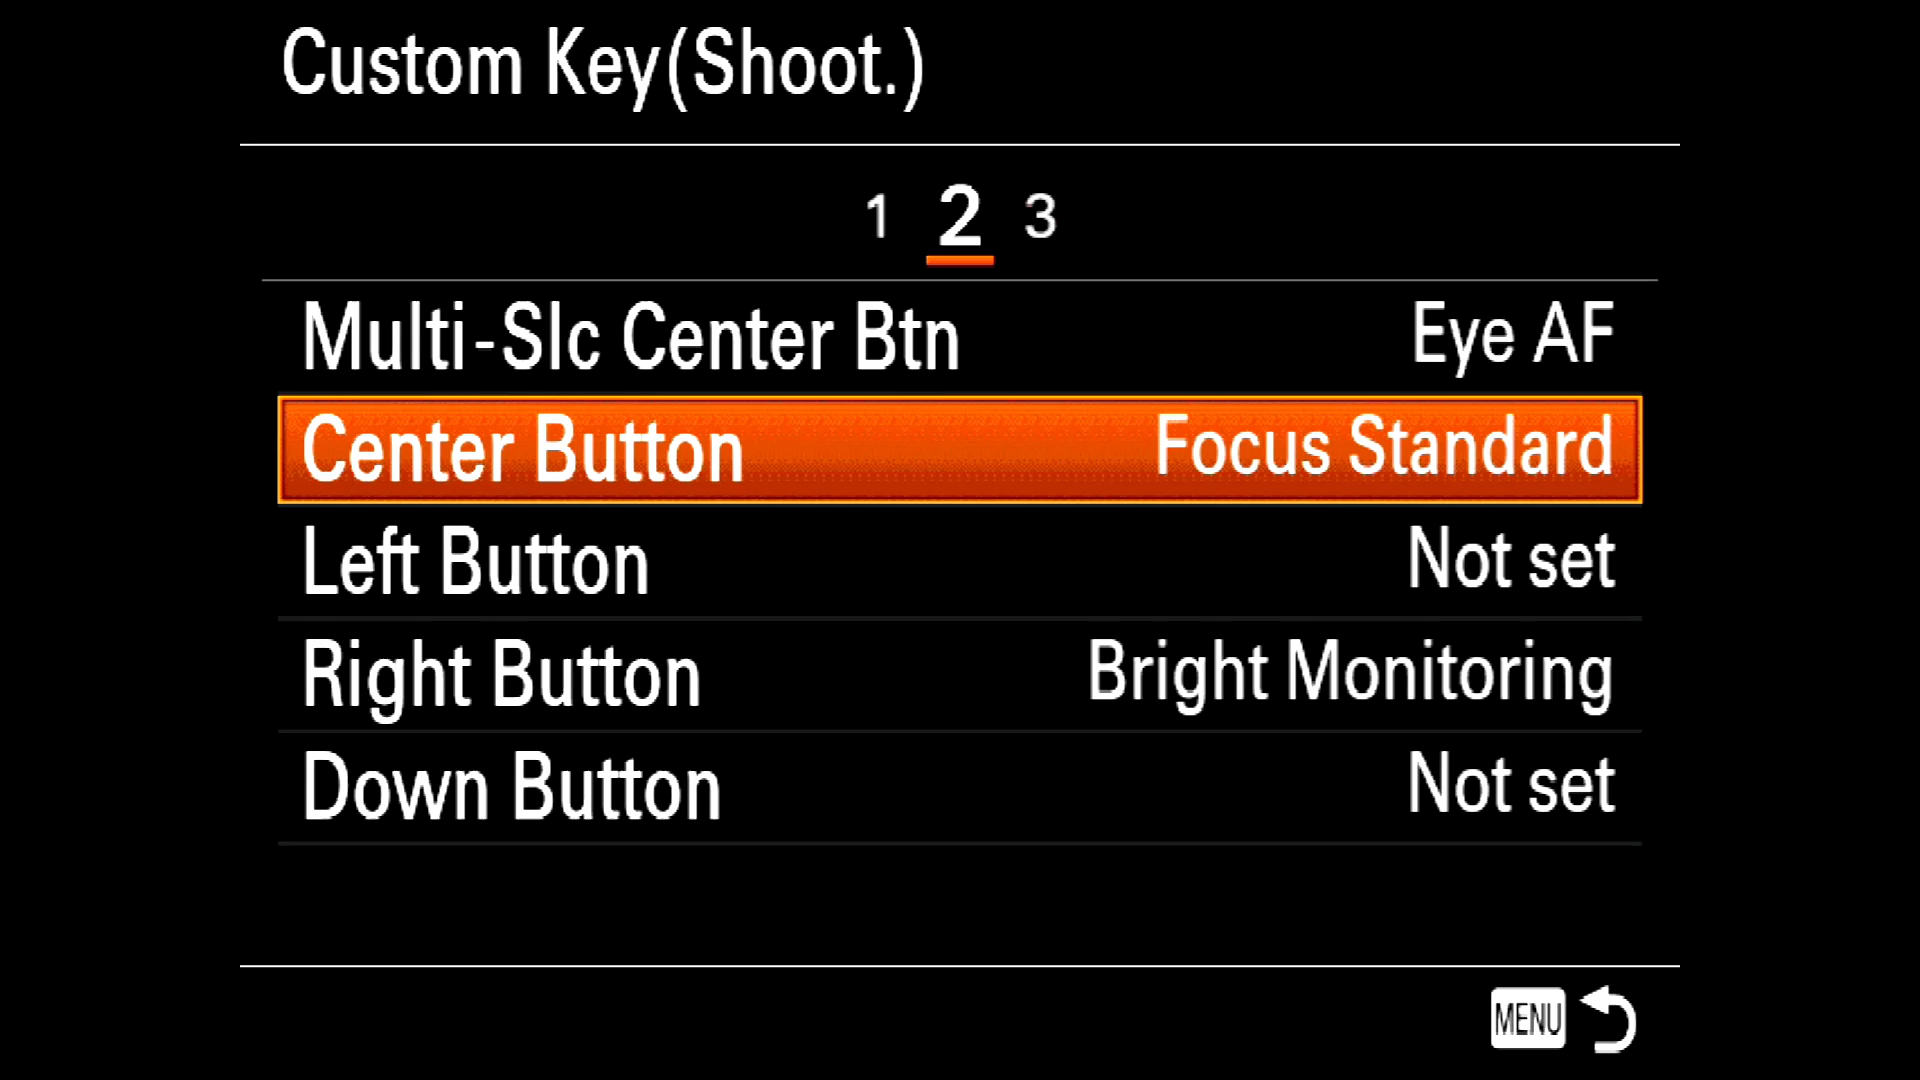 Custom Key(Shoot.)
1 2 3
Multi-Slc Center Btn Eye AF
Center Button Focus Standard
Left Button Not set
Right Button Bright Monitoring
Down Button Not set
MENU